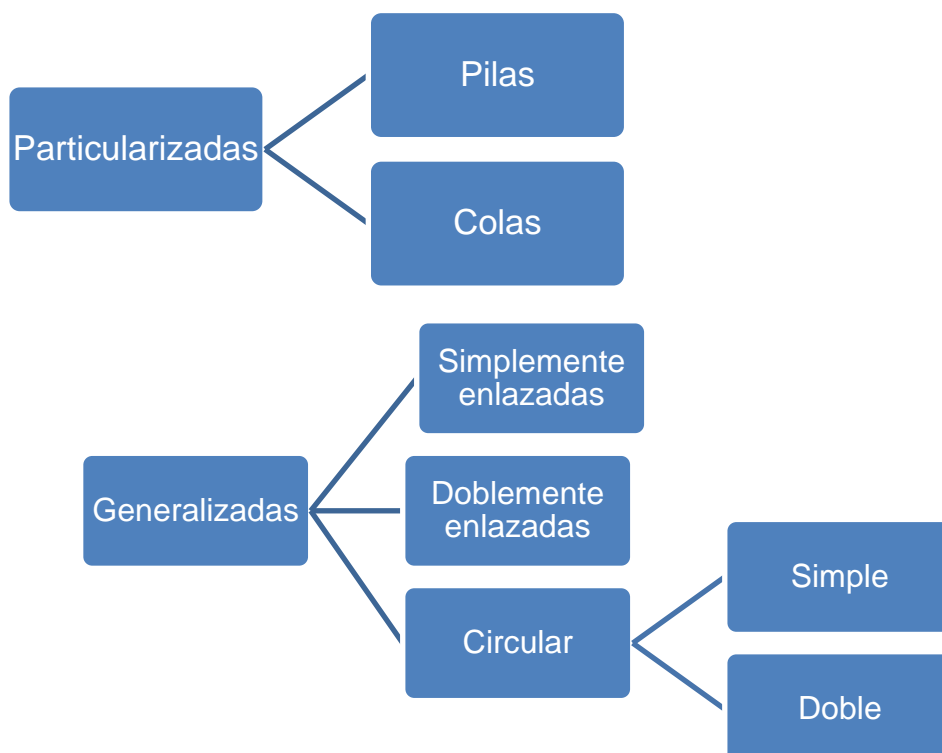 Pilas
Particularizadas
Colas
Simplemente
enlazadas
Generalizadas
Doblemente
enlazadas
Circular
Simple
Doble